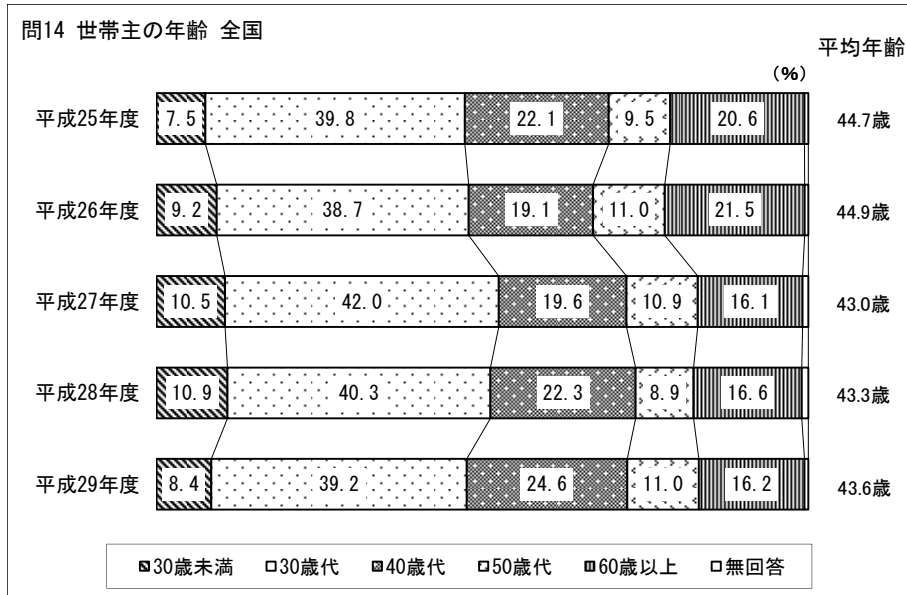 問14 世帯主の年齢 全国
平均年齢
(%)
平成25年度 7.5 39.8 22.1 9.5 20.6 44.7歳
平成26年度 9.2 38.7 19.1 11.0 21.5 44.9歳
平成27年度 10.5 42.0 19.6 10.9 16.1 43.0歳
平成28年度 10.9 40.3 22.3 8.9 16.6 43.3歳
平成29年度 8.4 39.2 24.6 11.0 16.2 43.6歳
30歳未満 30歳代 40歳代 50歳代 60歳以上 無回答